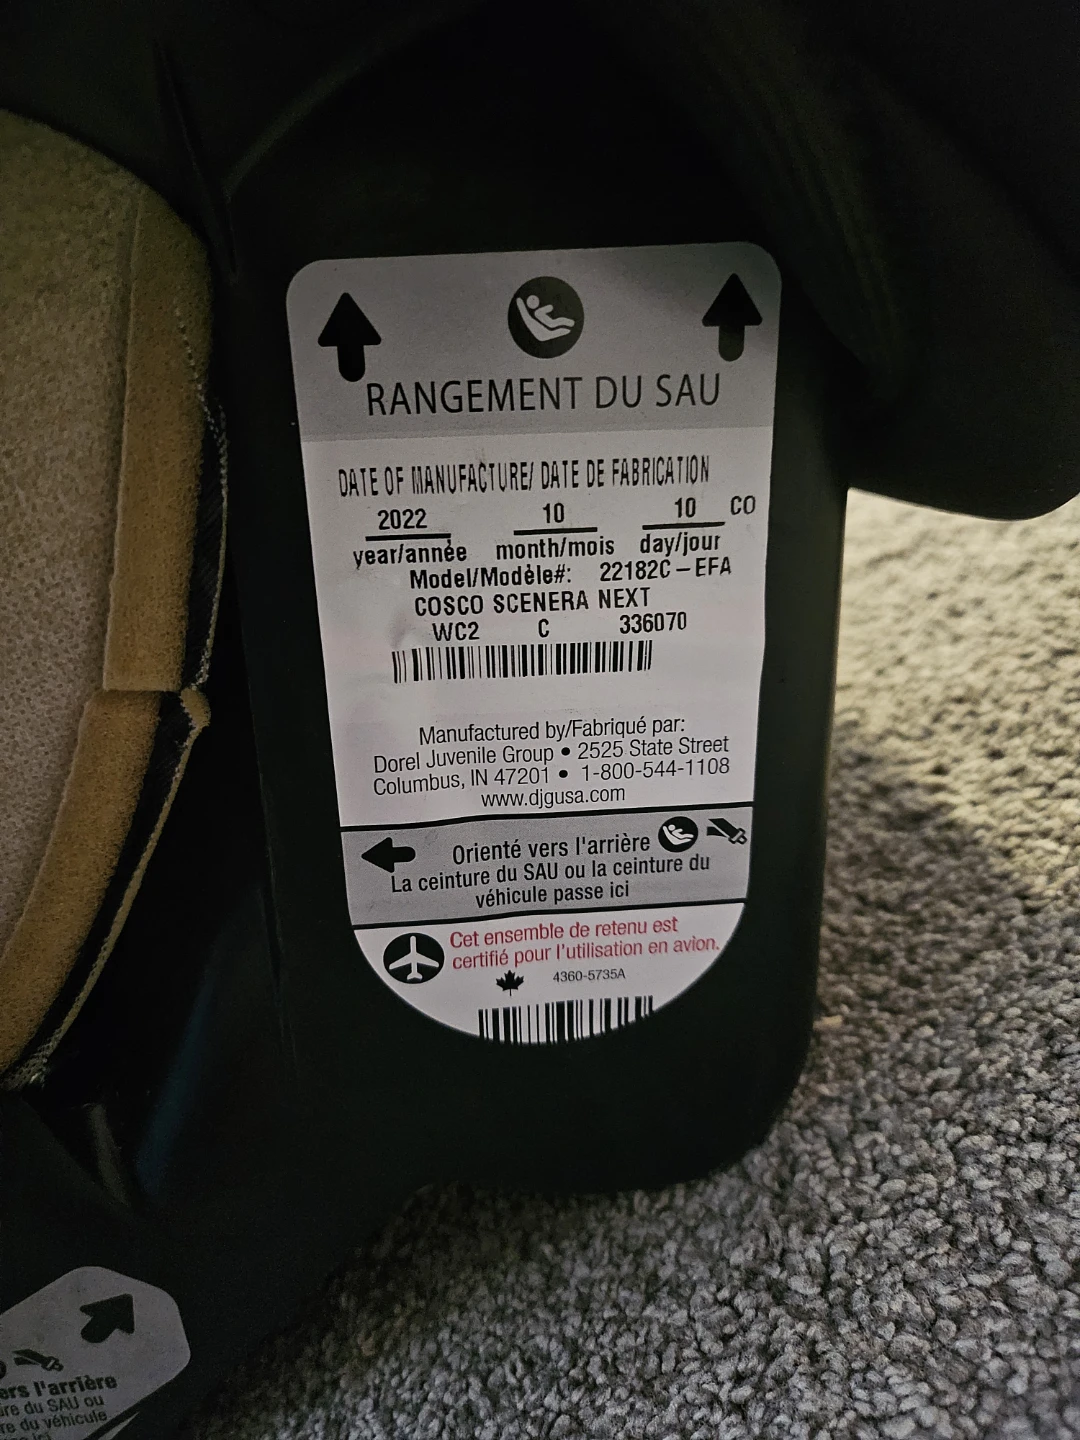 RANGEMENT DU SAU
DATE OF MANUFACTURE/ DATE DE FABRICATION
2022 10 10 CO
year/année month/mois day/jour
Model/Modèle#: 22182C-EFA
COSCO SCENERA NEXT
WC2 C 336070
Manufactured by/Fabriqué par:
Dorel Juvenile Group • 2525 State Street
Columbus, IN 47201 • 1-800-544-1108
www.djgusa.com
Orienté vers l'arrière
La ceinture du SAU ou la ceinture du
véhicule passe ici
Cet ensemble de retenu est
certifié pour l'utilisation en avion.
4360-5735A
ers l'arrière
ire du SAU ou
re du véhicule
ici